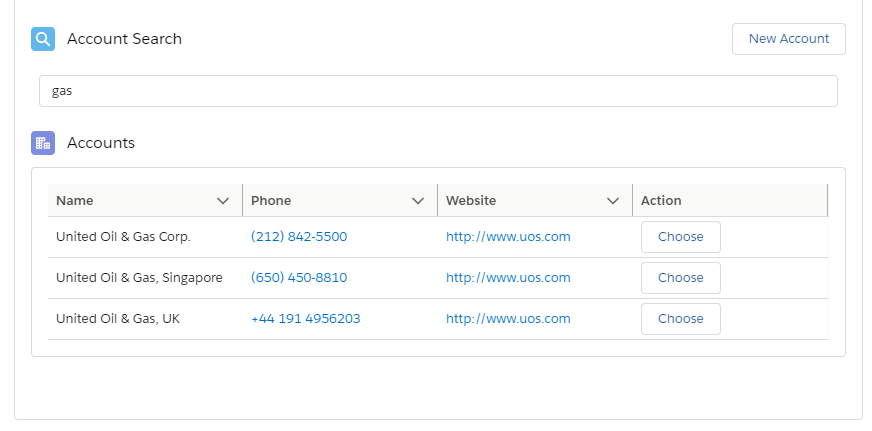 Account Search
New Account
gas
Accounts
Name Phone Website Action
United Oil & Gas Corp. (212) 842-5500 http://www.uos.com Choose
United Oil & Gas, Singapore (650) 450-8810 http://www.uos.com Choose
United Oil & Gas, UK +44 191 4956203 http://www.uos.com Choose